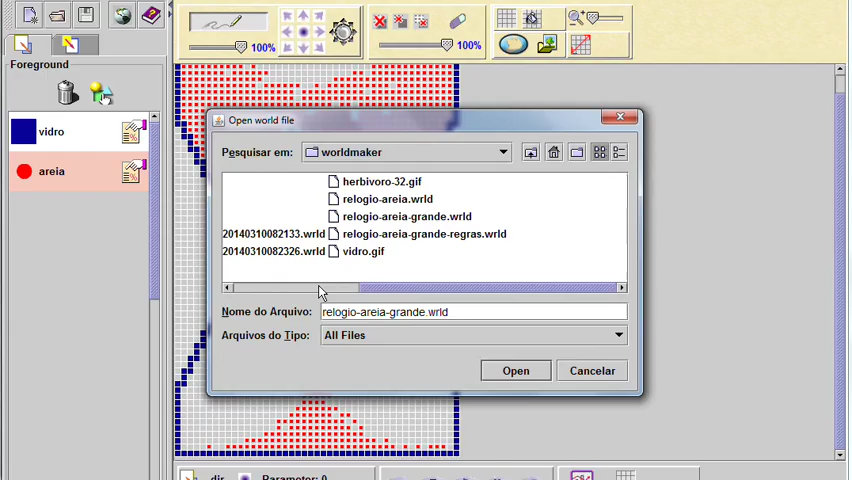 100%
100%
Foreground
vidro
areia
Open world file
Pesquisar em:
worldmaker
herbivoro-32.gif
relogio-areia.wrld
relogio-areia-grande.wrld
20140310082133.wrld
relogio-areia-grande-regras.wrld
20140310082326.wrld
vidro.gif
Nome do Arquivo:
relogio-areia-grande.wrld
Arquivos do Tipo:
All Files
Open
Cancelar
dir
Parameter: 0